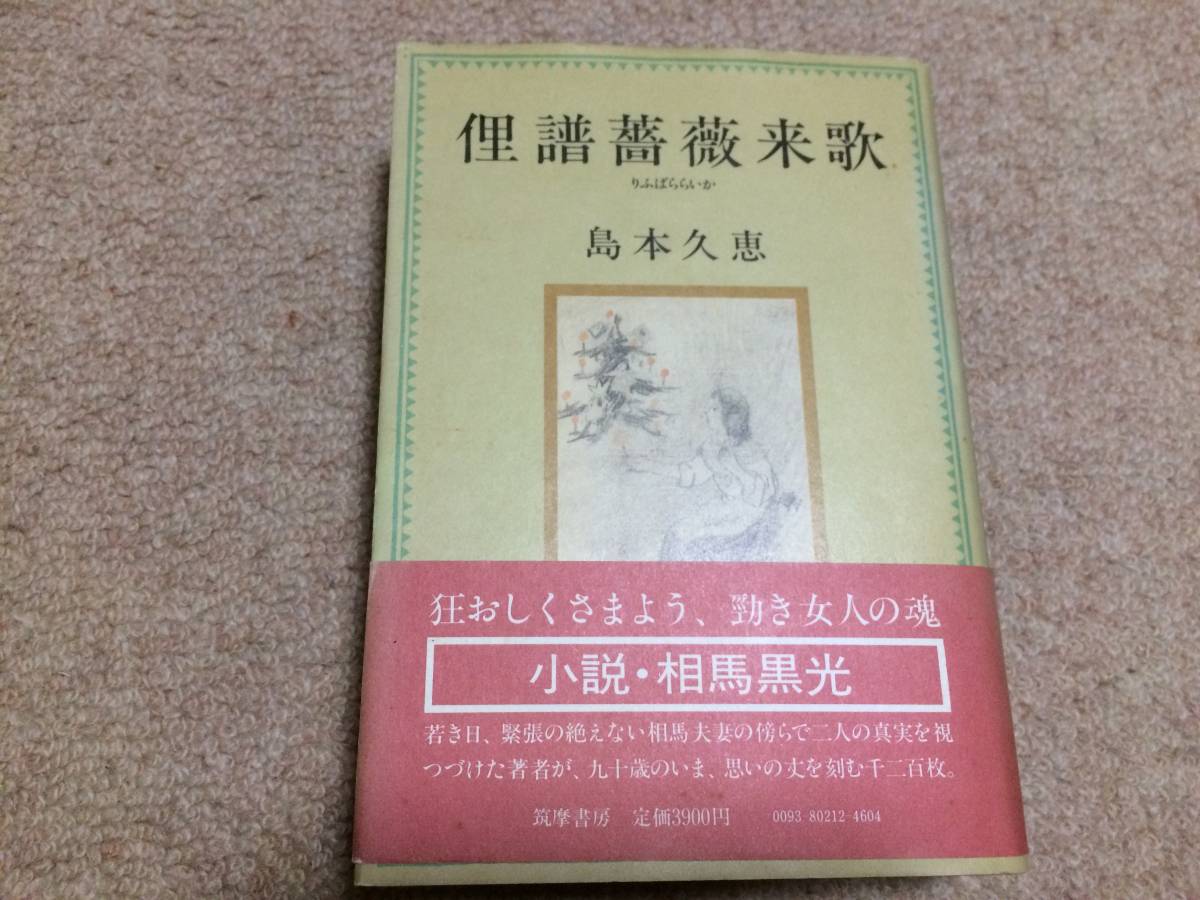 俚譜薔薇来歌
りふばららいか
島本久恵
狂おしくさまよう、勁き女人の魂
小説・相馬黒光
若き日、緊張の絶えない相馬夫妻の傍らで二人の真実を視
つづけた著者が、九十歳のいま、思いの丈を刻む千二百枚。
筑摩書房 定価3900円 0093-80212-4604